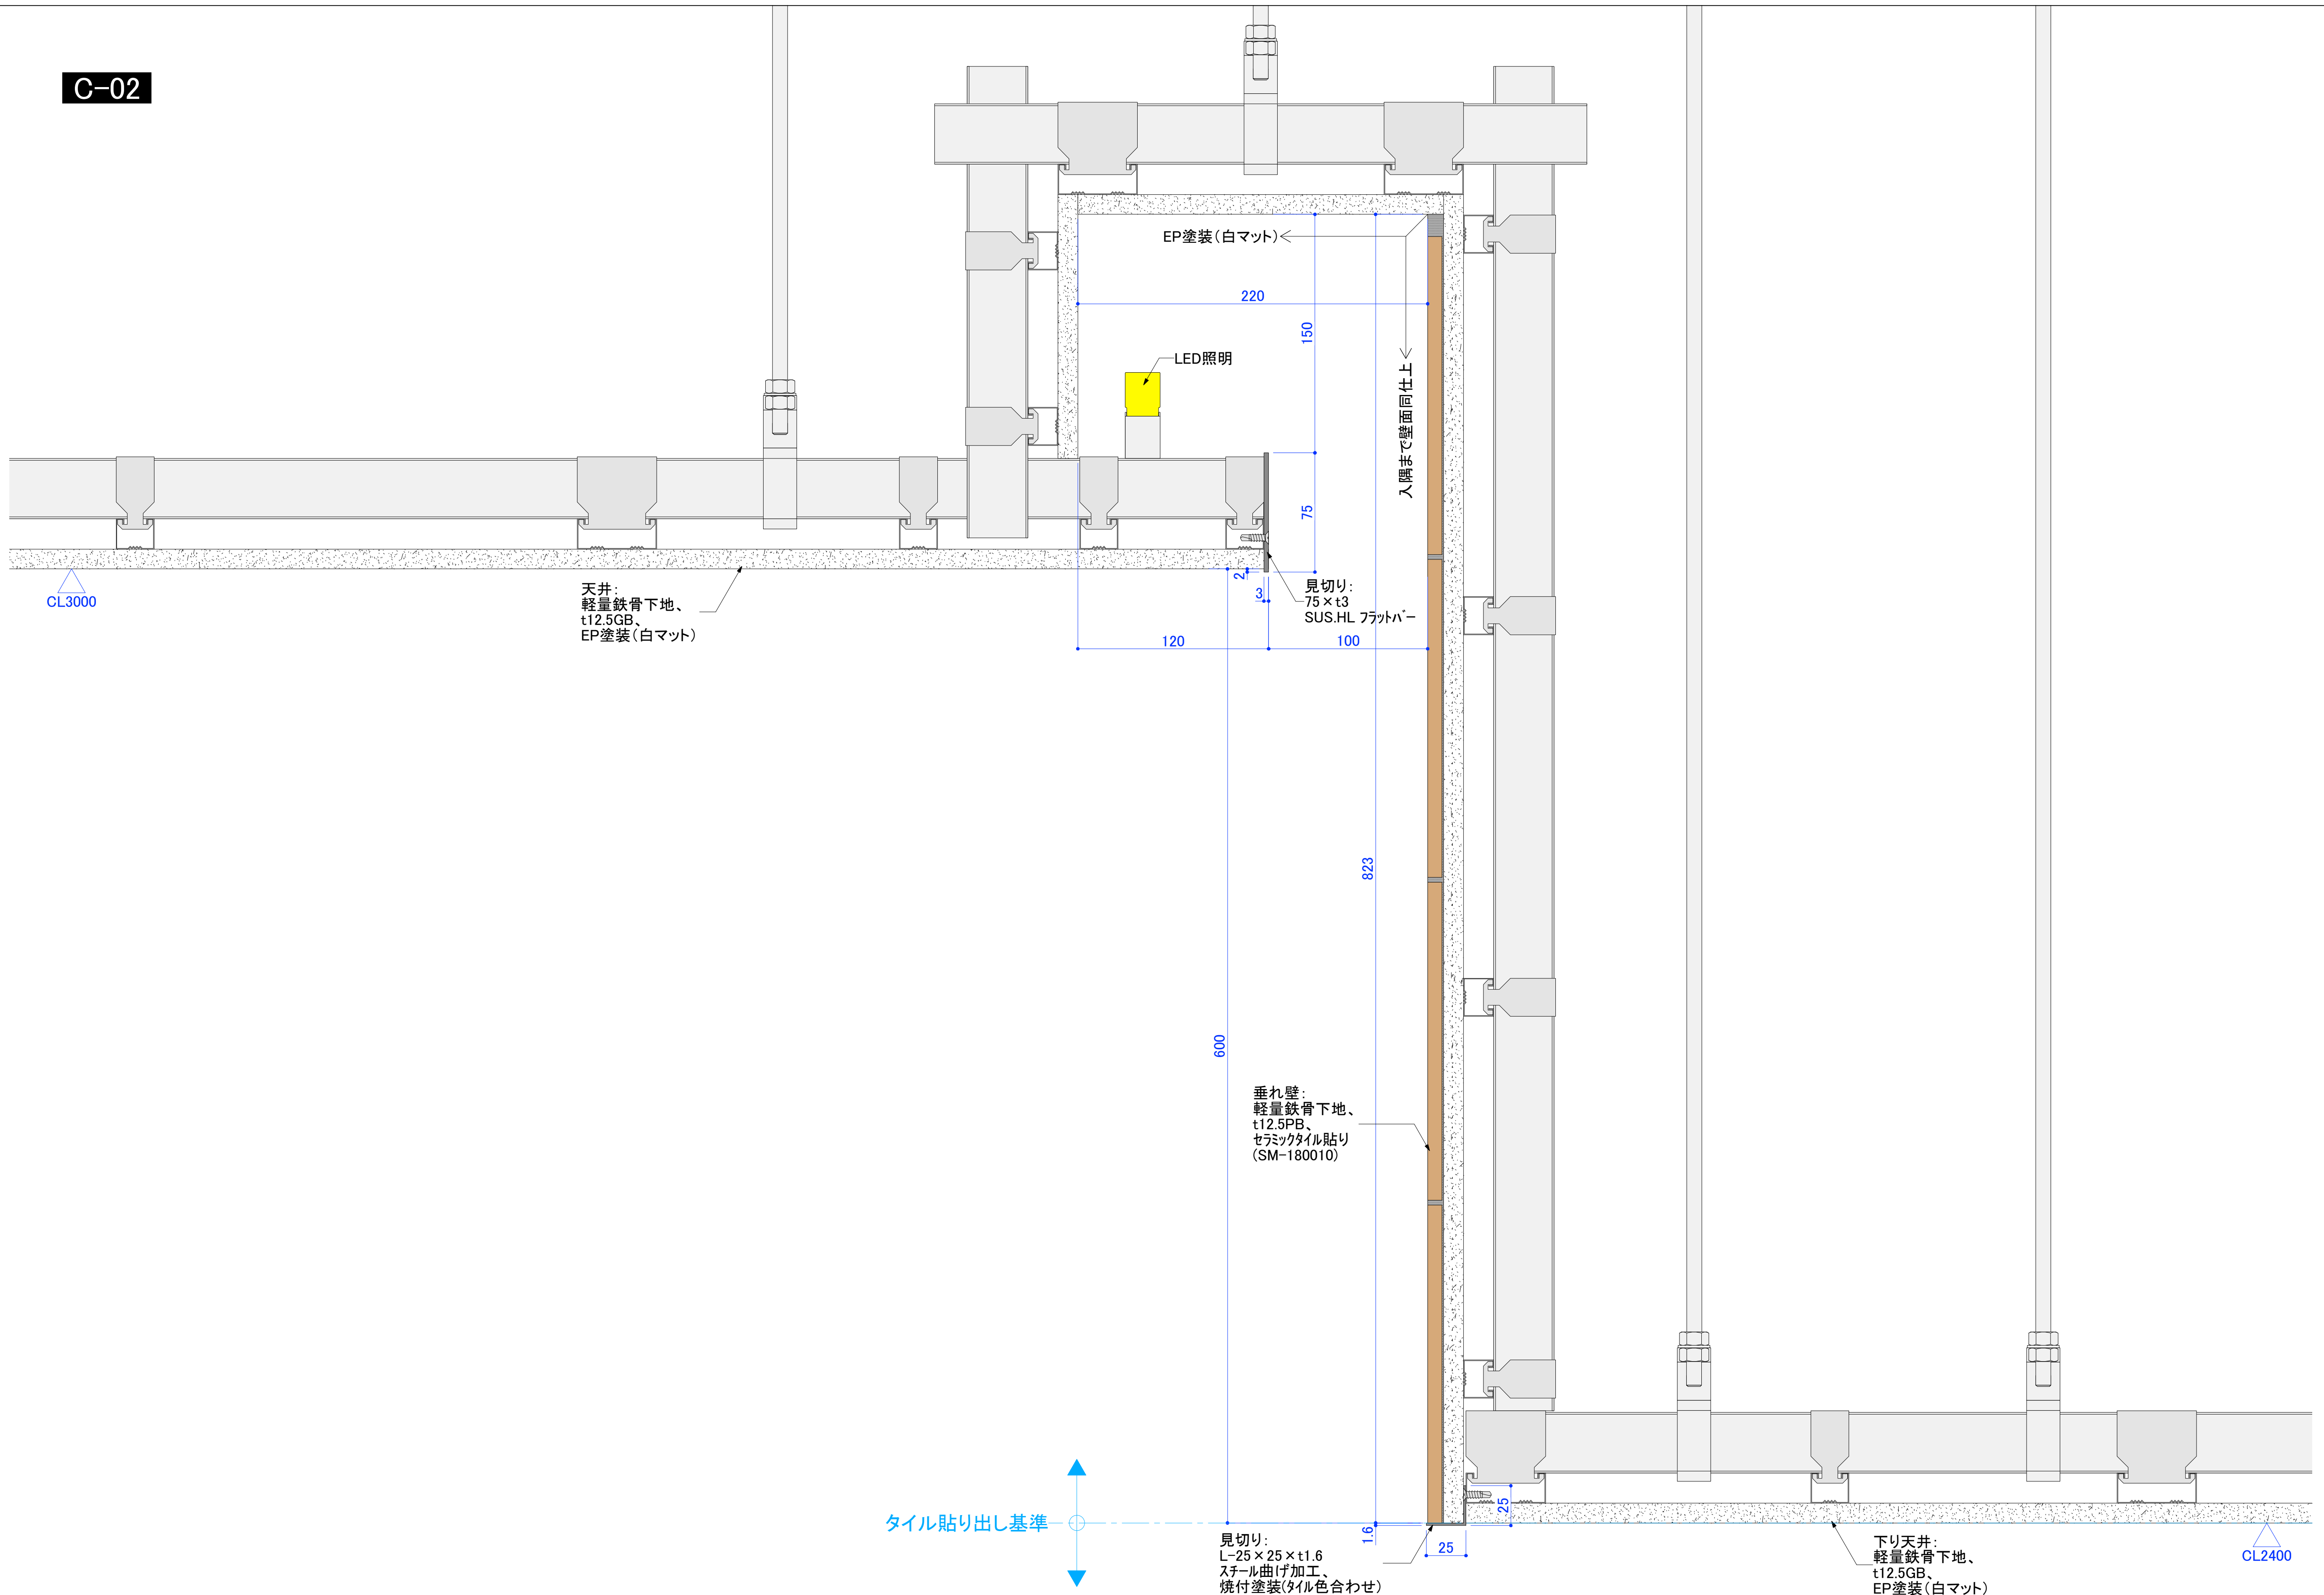 C-02
EP塗装(白マット)
220
150
LED照明
入隅まで壁面同仕上
75
CL3000
天井:
軽量鉄骨下地、
t12.5GB、
EP塗装(白マット)
2
3
見切り:
75×t3
SUS.HL フラットバー
120
100
823
600
垂れ壁:
軽量鉄骨下地、
t12.5PB、
セラミックタイル貼り
(SM-180010)
タイル貼り出し基準
25
1.6
25
見切り:
L-25×25×t1.6
スチール曲げ加工、
焼付塗装(タイル色合わせ)
下り天井:
軽量鉄骨下地、
t12.5GB、
EP塗装(白マット)
CL2400